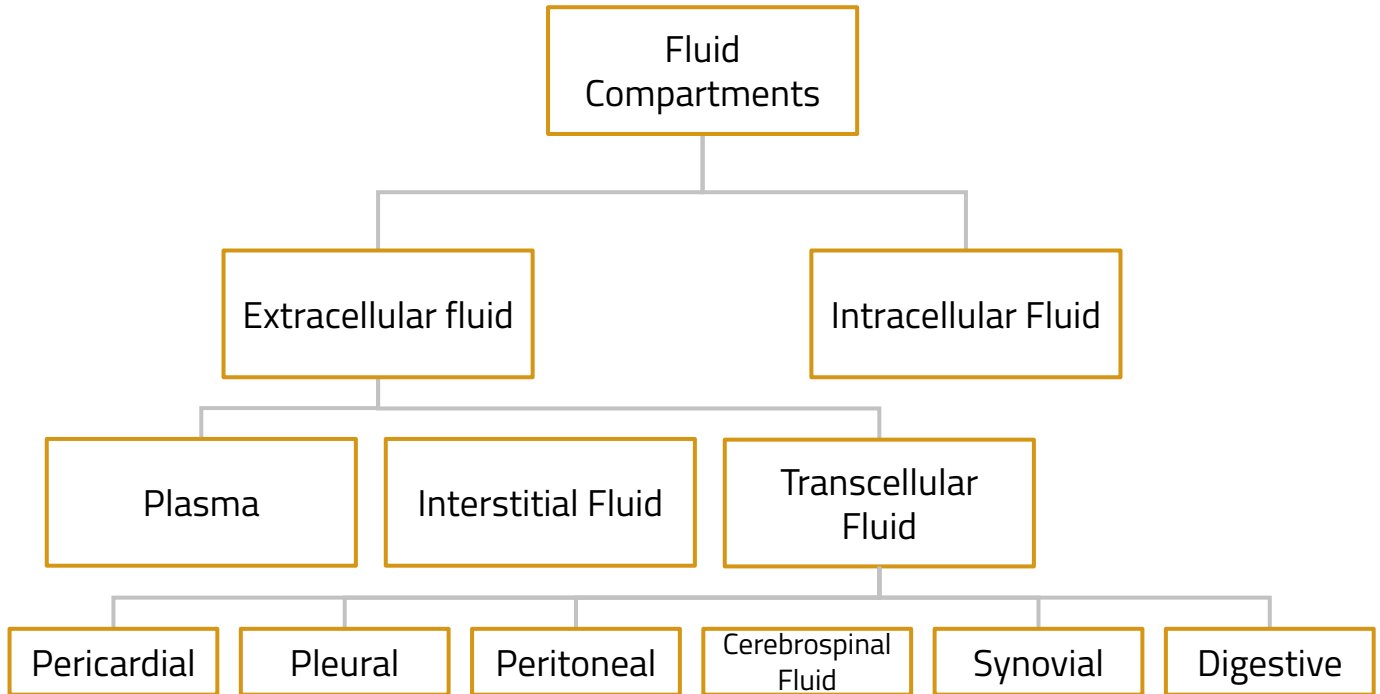 Fluid
Compartments
Extracellular fluid
Intracellular Fluid
Plasma
Interstitial Fluid
Transcellular
Fluid
Pericardial
Pleural
Peritoneal
Cerebrospinal
Fluid
Synovial
Digestive